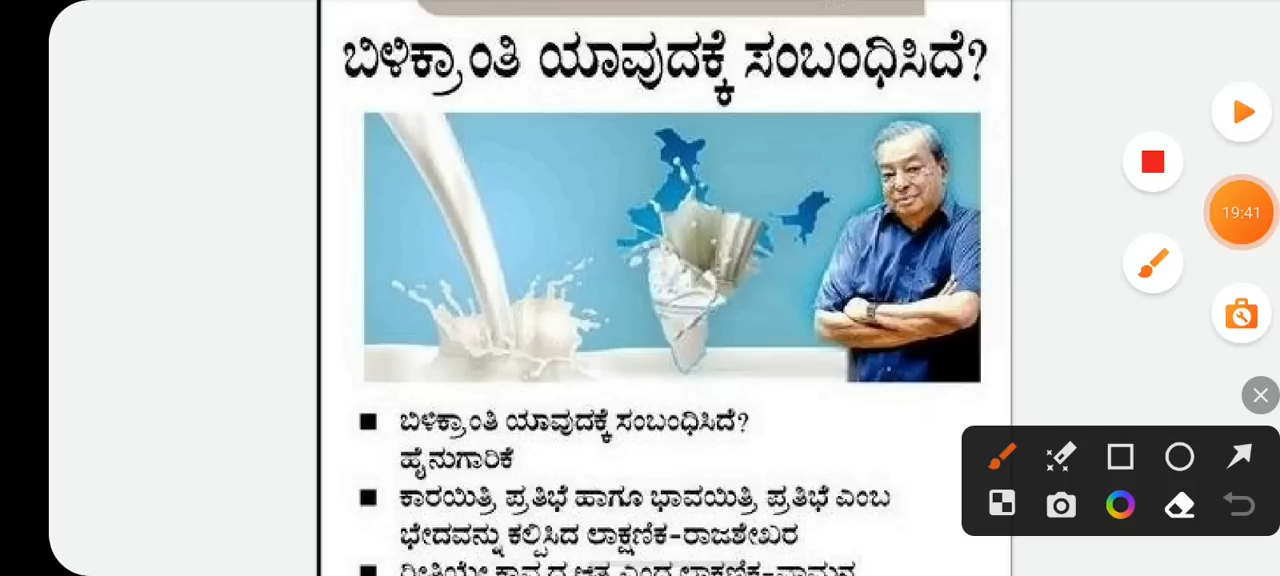 ಬಿಳಿಕ್ರಾಂತಿ ಯಾವುದಕ್ಕೆ ಸಂಬಂಧಿಸಿದೆ?
19:41
■ ಬಿಳಿಕ್ರಾಂತಿ ಯಾವುದಕ್ಕೆ ಸಂಬಂಧಿಸಿದೆ?
ಹೈನುಗಾರಿಕೆ
■ ಕಾರಯಿತ್ರಿ ಪ್ರತಿಭೆ ಹಾಗೂ ಭಾವಯಿತ್ರಿ ಪ್ರತಿಭೆ ಎಂಬ
ಭೇದವನ್ನು ಕಲ್ಪಿಸಿದ ಲಾಕ್ಷಣಿಕ-ರಾಜಶೇಖರ